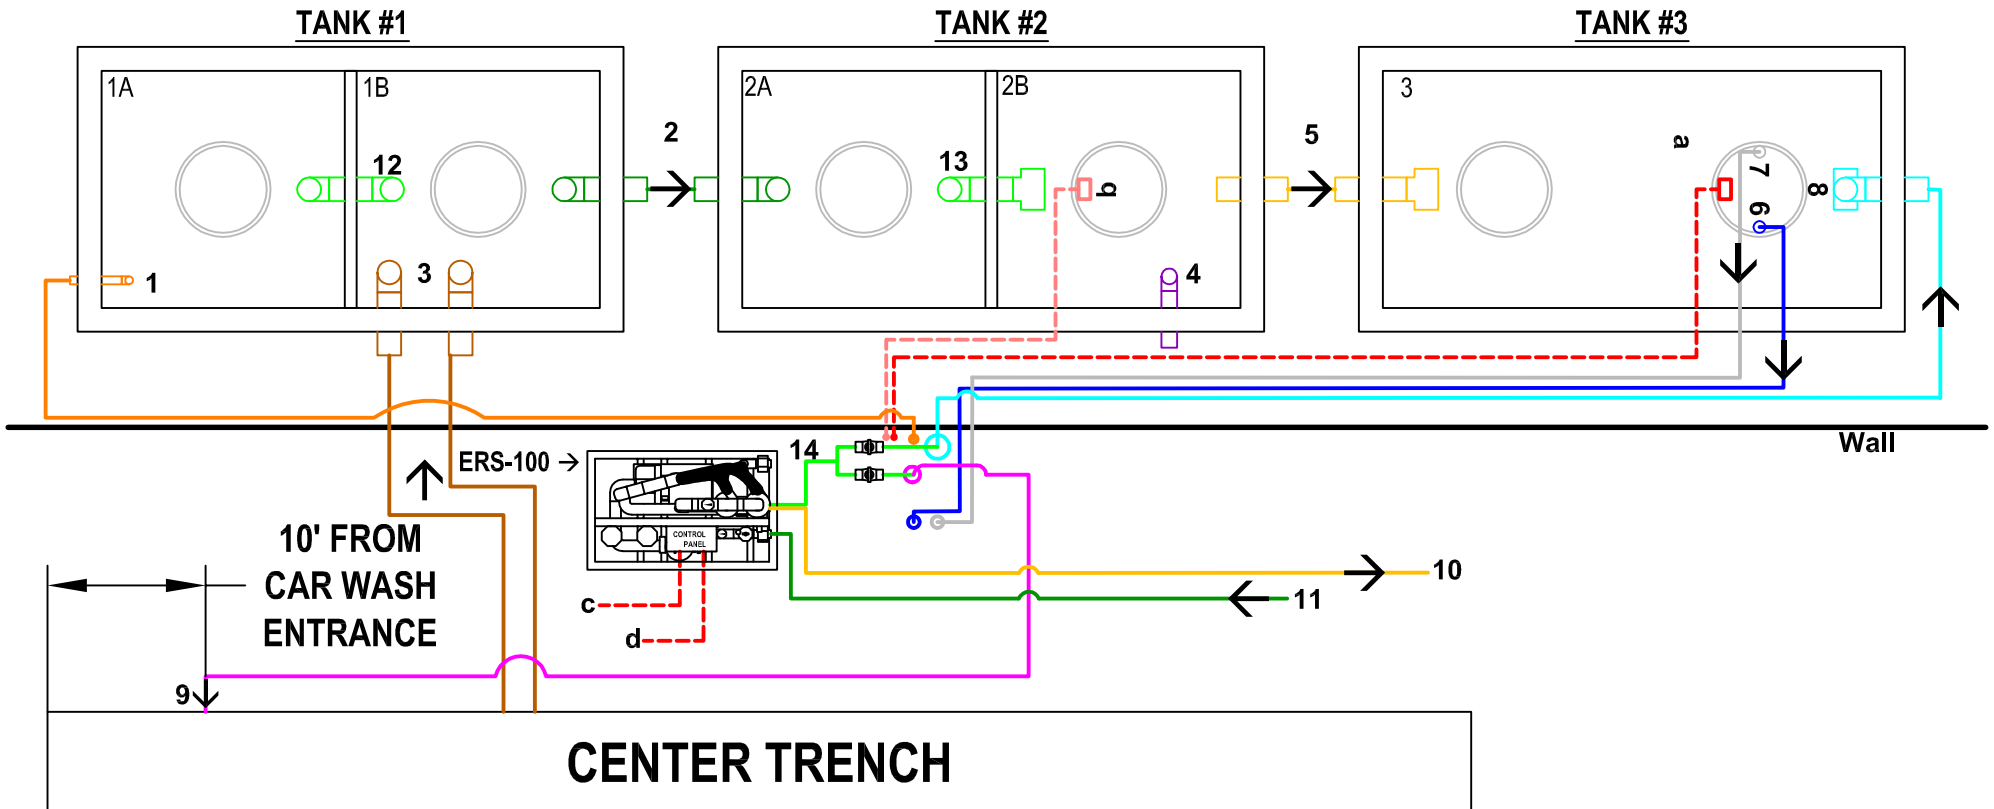 TANK #1
TANK #2
TANK #3
1A
1B
2A
2B
3
2
5
a
12
13
b
7
8
6
1
3
4
Wall
14
ERS-100
CONTROL
PANEL
10' FROM
CAR WASH
ENTRANCE
10
11
c
d
9
CENTER TRENCH